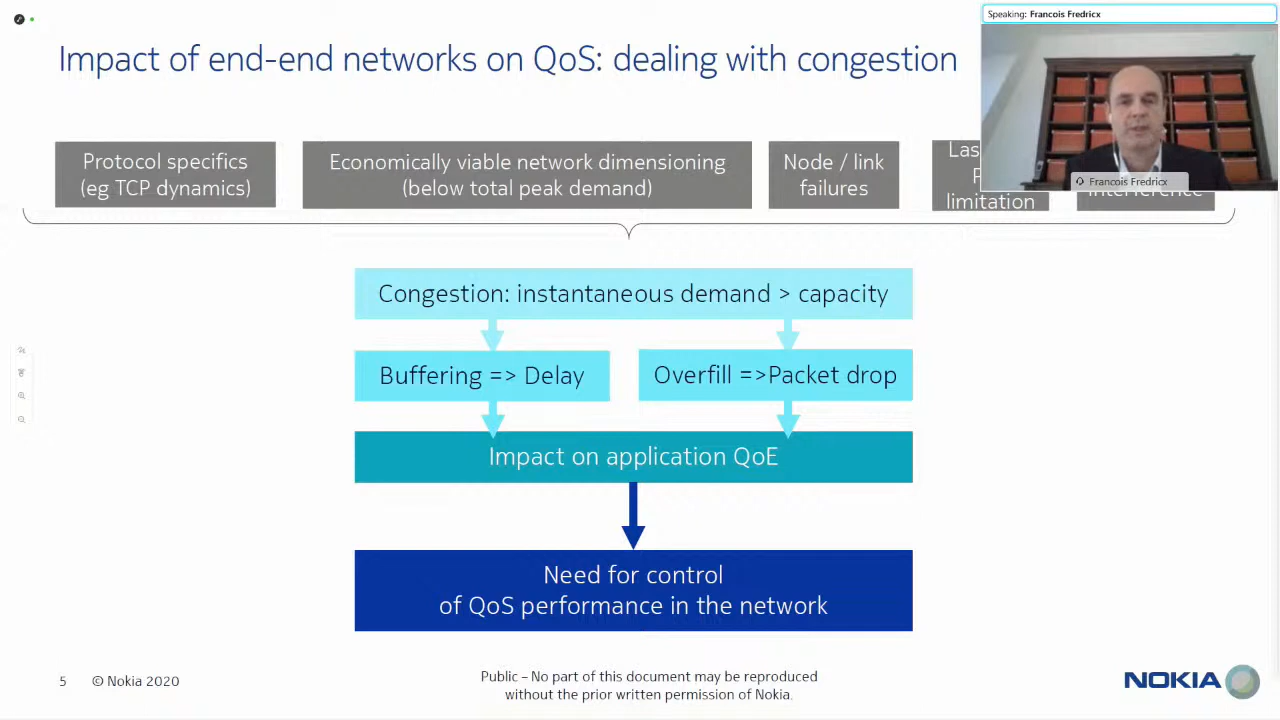 Speaking: Francois Fredricx
Impact of end-end networks on QoS: dealing with congestion
Francois Fredricx
Protocol specifics
(eg TCP dynamics)
Economically viable network dimensioning
(below total peak demand)
Node / link
failures
limitation
Congestion: instantaneous demand > capacity
Buffering => Delay
Overfill =>Packet drop
Impact on application QoE
Need for control
of QoS performance in the network
5 © Nokia 2020
Public – No part of this document may be reproduced
without the prior written permission of Nokia.
NOKIA